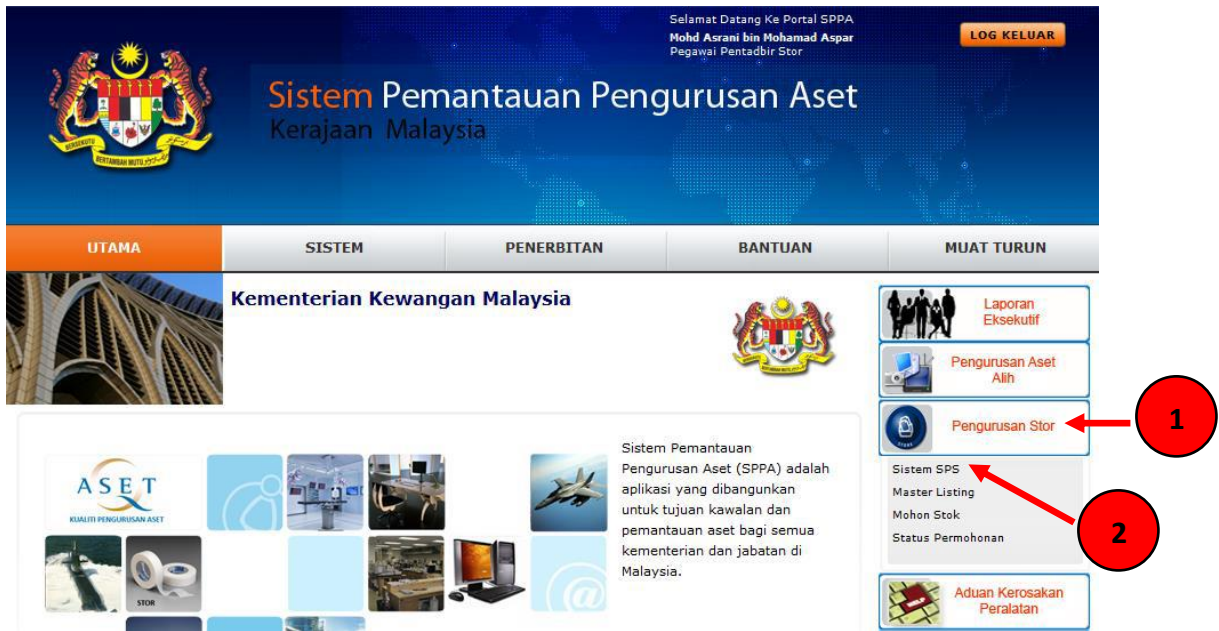 Selamat Datang Ke Portal SPPA
Mohd Asrani bin Mohamad Aspar
Pegawai Pentadbir Stor
LOG KELUAR
Sistem Pemantauan Pengurusan Aset
Kerajaan Malaysia
BERSEKUTU
BERTAMBAH MUTU
UTAMA
SISTEM
PENERBITAN
BANTUAN
MUAT TURUN
Kementerian Kewangan Malaysia
Laporan
Eksekutif
Pengurusan Aset
Alih
Pengurusan Stor
1
Sistem SPS
Master Listing
Mohon Stok
Status Permohonan
2
Aduan Kerosakan
Peralatan
ASET
KUALITI PENGURUSAN ASET
STOR
Sistem Pemantauan
Pengurusan Aset (SPPA) adalah
aplikasi yang dibangunkan
untuk tujuan kawalan dan
pemantauan aset bagi semua
kementerian dan jabatan di
Malaysia.